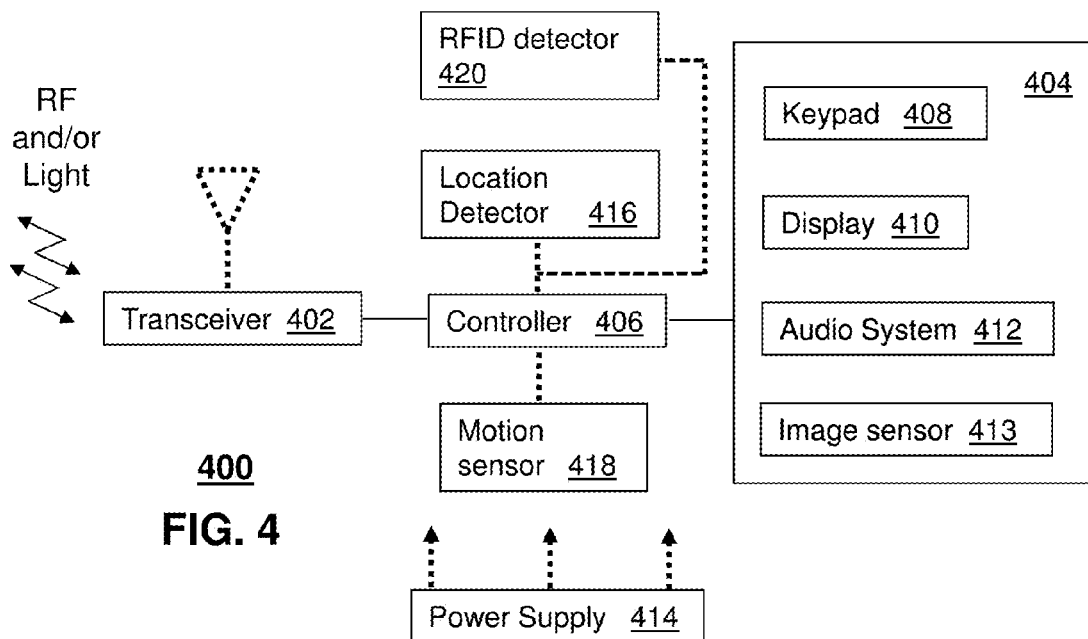 RFID detector
420
RF
and/or
Light
404
Keypad 408
Location
Detector 416
Display 410
Transceiver 402
Controller 406
Audio System 412
Motion
sensor 418
Image sensor 413
400
FIG. 4
Power Supply 414